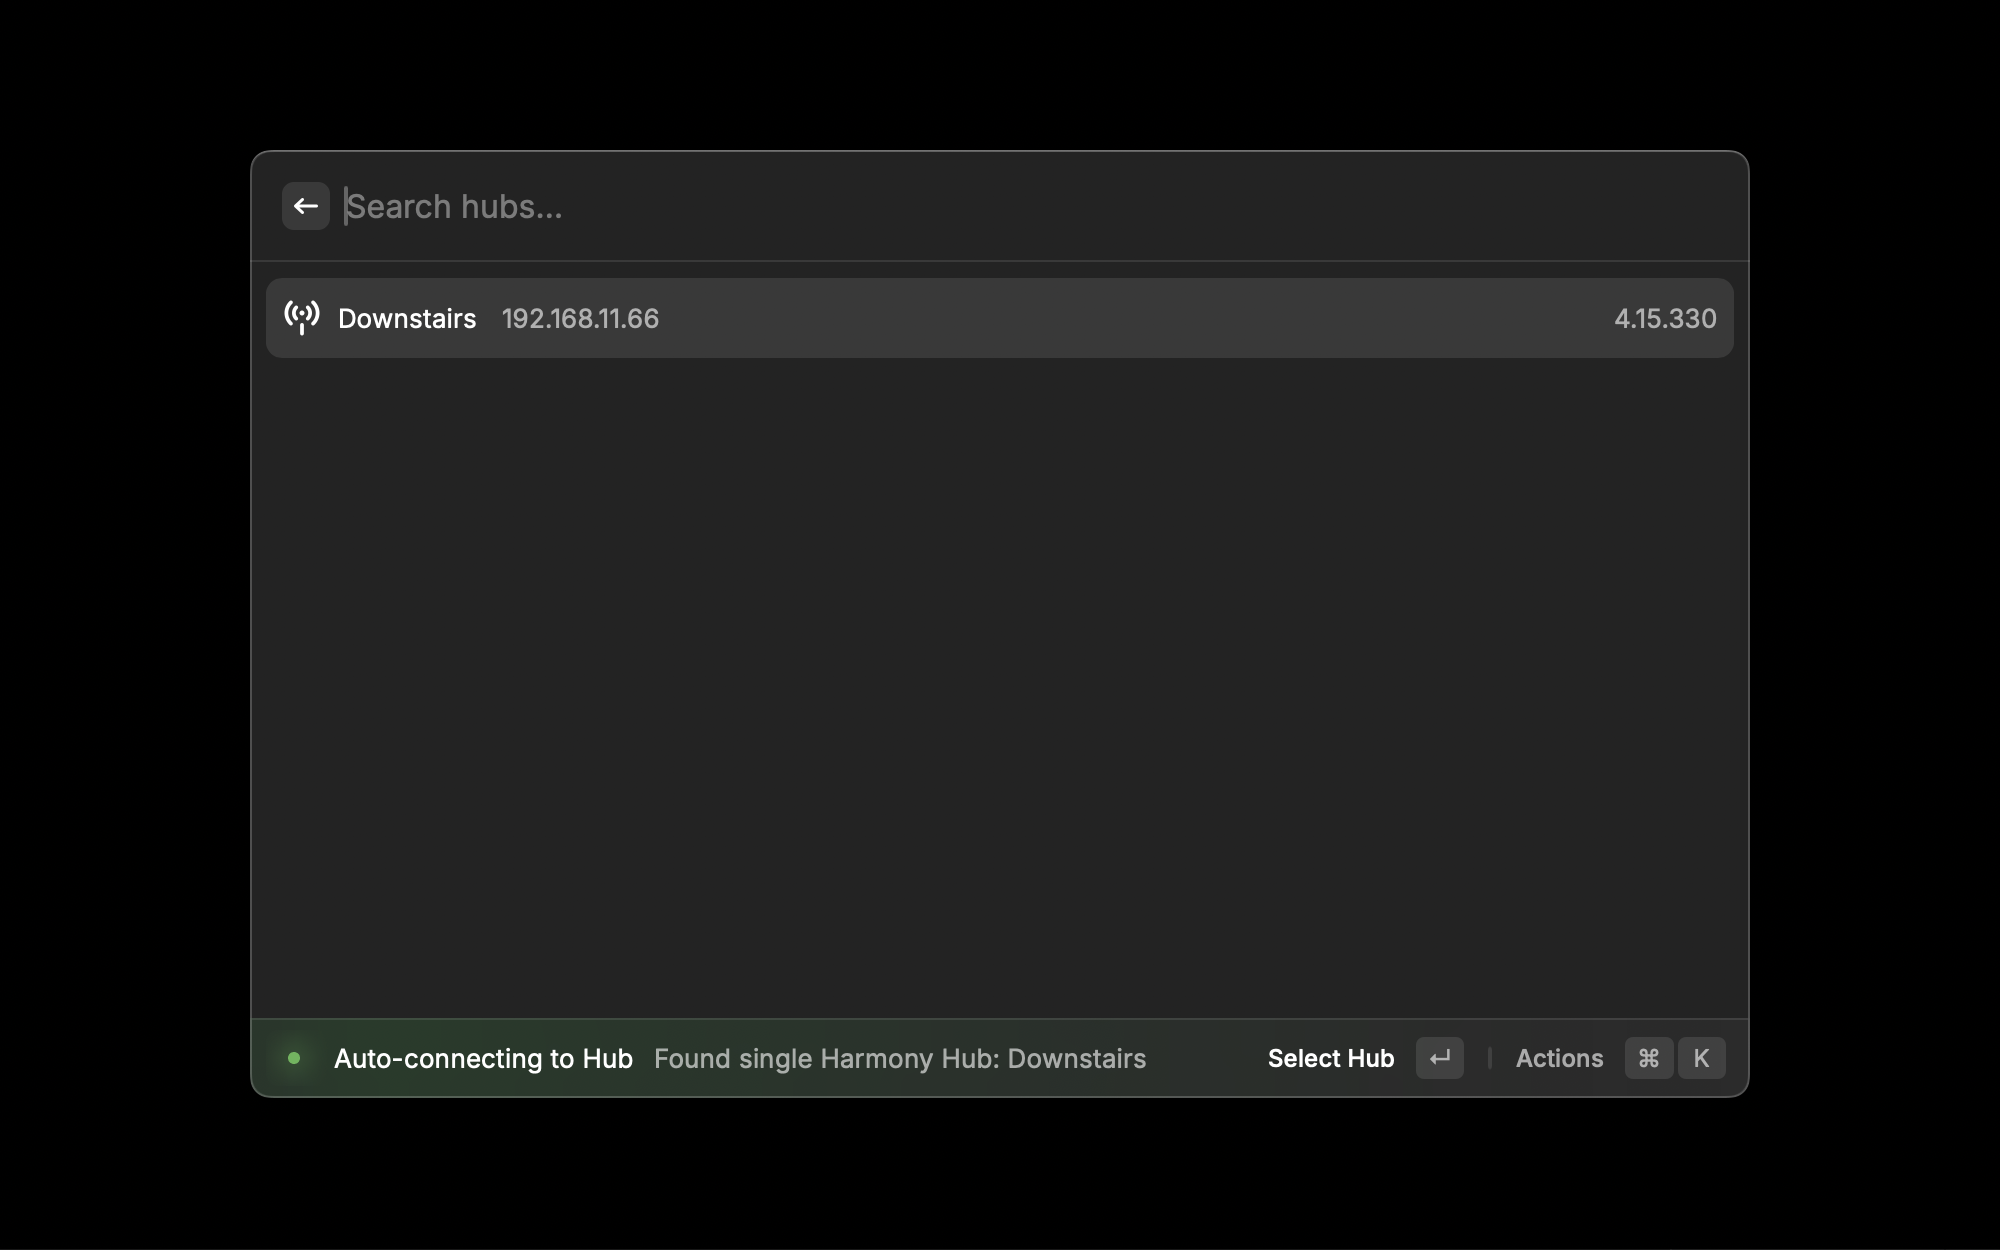 Search hubs...
Downstairs 192.168.11.66 4.15.330
Auto-connecting to Hub Found single Harmony Hub: Downstairs Select Hub ↵ Actions ⌘ K